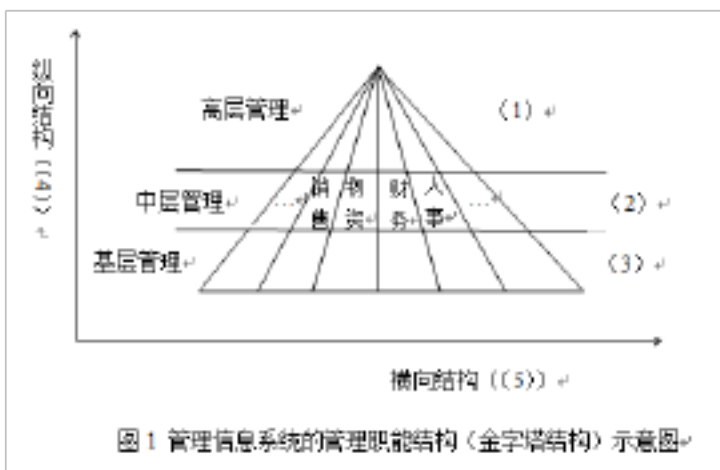 纵向结构（(4)）
高层管理
（1）
中层管理
… 销售 物资 财务 人事 …
（2）
基层管理
（3）
横向结构（(5)）
图 1 管理信息系统的管理职能结构（金字塔结构）示意图